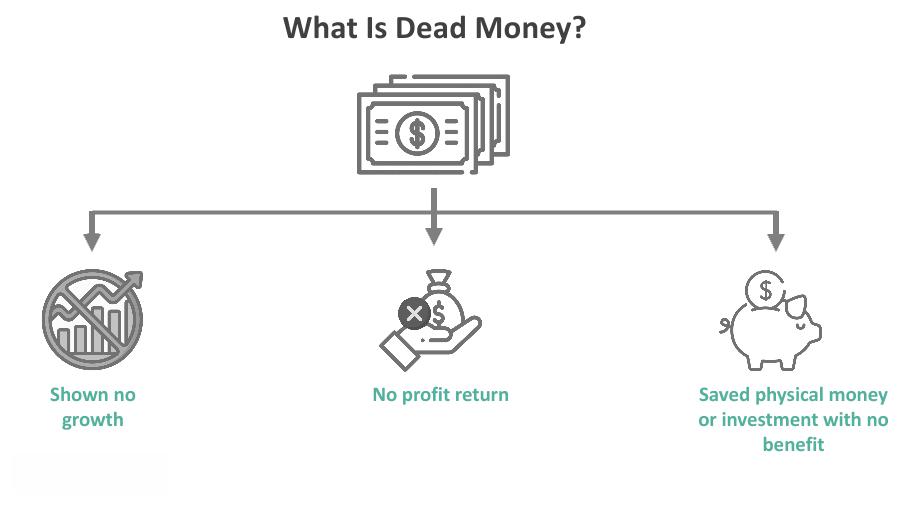 What Is Dead Money?
$
Shown no
growth
No profit return
$
$
Saved physical money
or investment with no
benefit